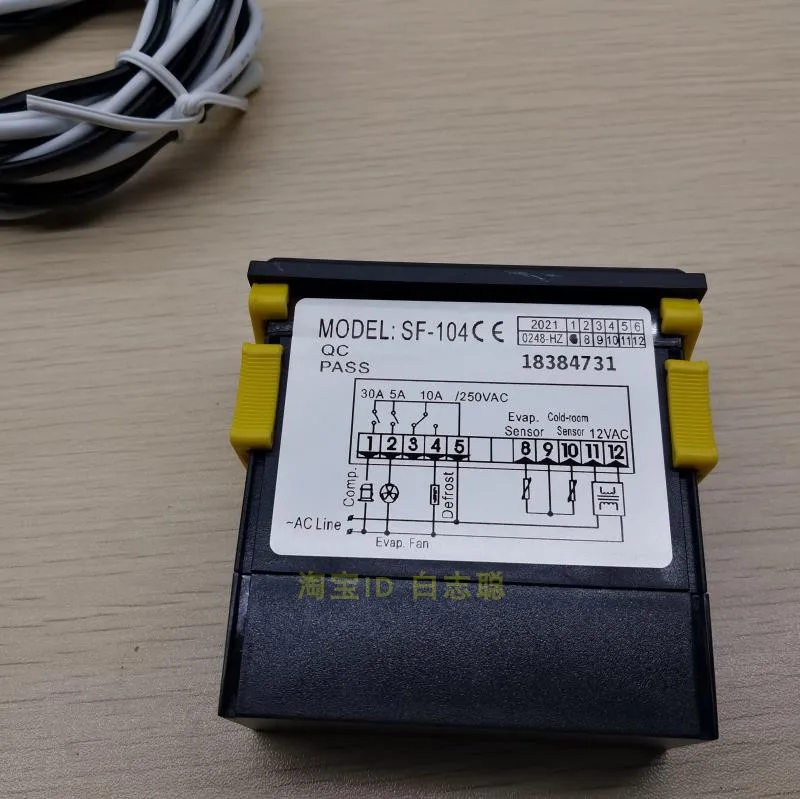 MODEL: SF-104 CE
2021 1 2 3 4 5 6
0248-HZ 8 9 10 11 12
QC
PASS
18384731
30A 5A 10A /250VAC
Evap. Cold-room
Sensor Sensor 12VAC
1 2 3 4 5 8 9 10 11 12
Comp.
Defrost
~AC Line
Evap. Fan
淘宝ID 白志聪